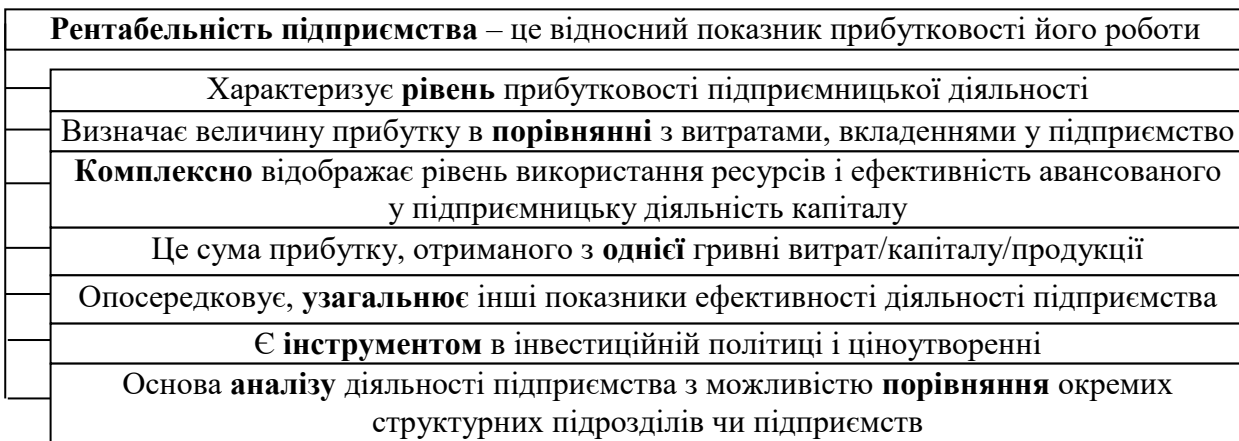 Рентабельність підприємства – це відносний показник прибутковості його роботи
Характеризує рівень прибутковості підприємницької діяльності
Визначає величину прибутку в порівнянні з витратами, вкладеннями у підприємство
Комплексно відображає рівень використання ресурсів і ефективність авансованого
у підприємницьку діяльність капіталу
Це сума прибутку, отриманого з однієї гривні витрат/капіталу/продукції
Опосередковує, узагальнює інші показники ефективності діяльності підприємства
Є інструментом в інвестиційній політиці і ціноутворенні
Основа аналізу діяльності підприємства з можливістю порівняння окремих
структурних підрозділів чи підприємств